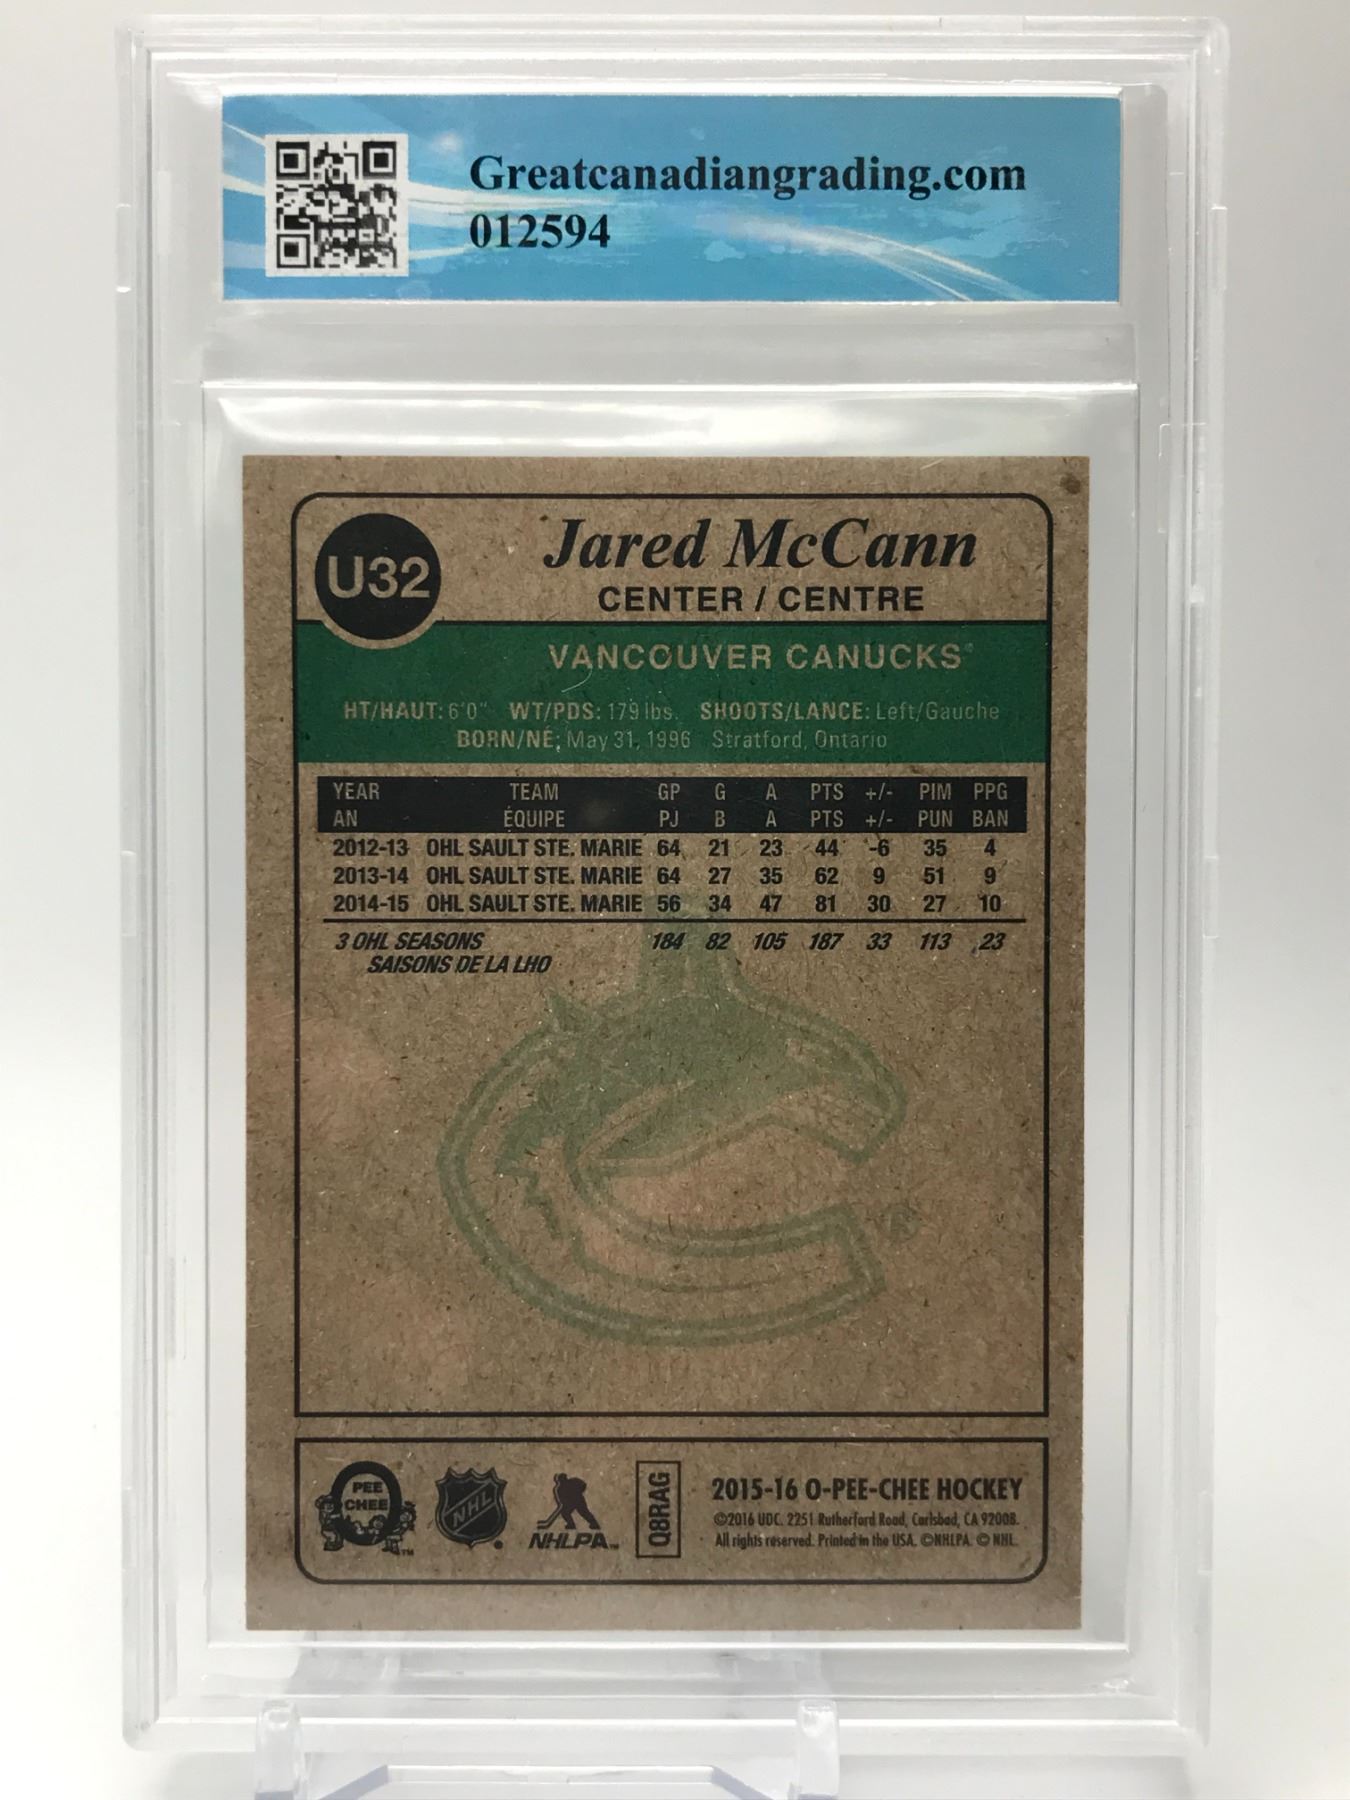 Greatcanadiangrading.com
012594
U32
Jared McCann
CENTER / CENTRE
VANCOUVER CANUCKS®
HT/HAUT: 6'0" WT/PDS: 179 lbs. SHOOTS/LANCE: Left/Gauche
BORN/NÉ: May 31, 1996 Stratford, Ontario
YEAR TEAM GP G A PTS +/- PIM PPG
AN ÉQUIPE PJ B A PTS +/- PUN BAN
2012-13 OHL SAULT STE. MARIE 64 21 23 44 -6 35 4
2013-14 OHL SAULT STE. MARIE 64 27 35 62 9 51 9
2014-15 OHL SAULT STE. MARIE 56 34 47 81 30 27 10
3 OHL SEASONS 184 82 105 187 33 113 23
SAISONS DE LA LHO
®
O
PEE
CHEE
TM
NHL
NHLPA™
Q8RAG
2015-16 O-PEE-CHEE HOCKEY
©2016 UDC. 2251 Rutherford Road, Carlsbad, CA 92008.
All rights reserved. Printed in the USA. ©NHLPA. © NHL.